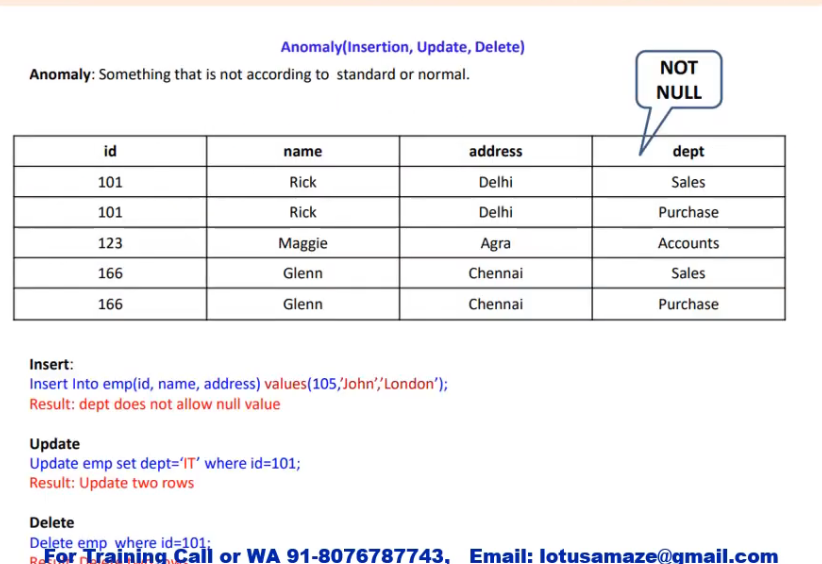 Anomaly(Insertion, Update, Delete)
Anomaly: Something that is not according to standard or normal.
NOT
NULL
id name address dept
101 Rick Delhi Sales
101 Rick Delhi Purchase
123 Maggie Agra Accounts
166 Glenn Chennai Sales
166 Glenn Chennai Purchase
Insert:
Insert Into emp(id, name, address) values(105,’John’,’London’);
Result: dept does not allow null value
Update
Update emp set dept=‘IT’ where id=101;
Result: Update two rows
Delete
Delete emp where id=101;
For Training Call or WA 91-8076787743, Email: lotusamaze@gmail.com